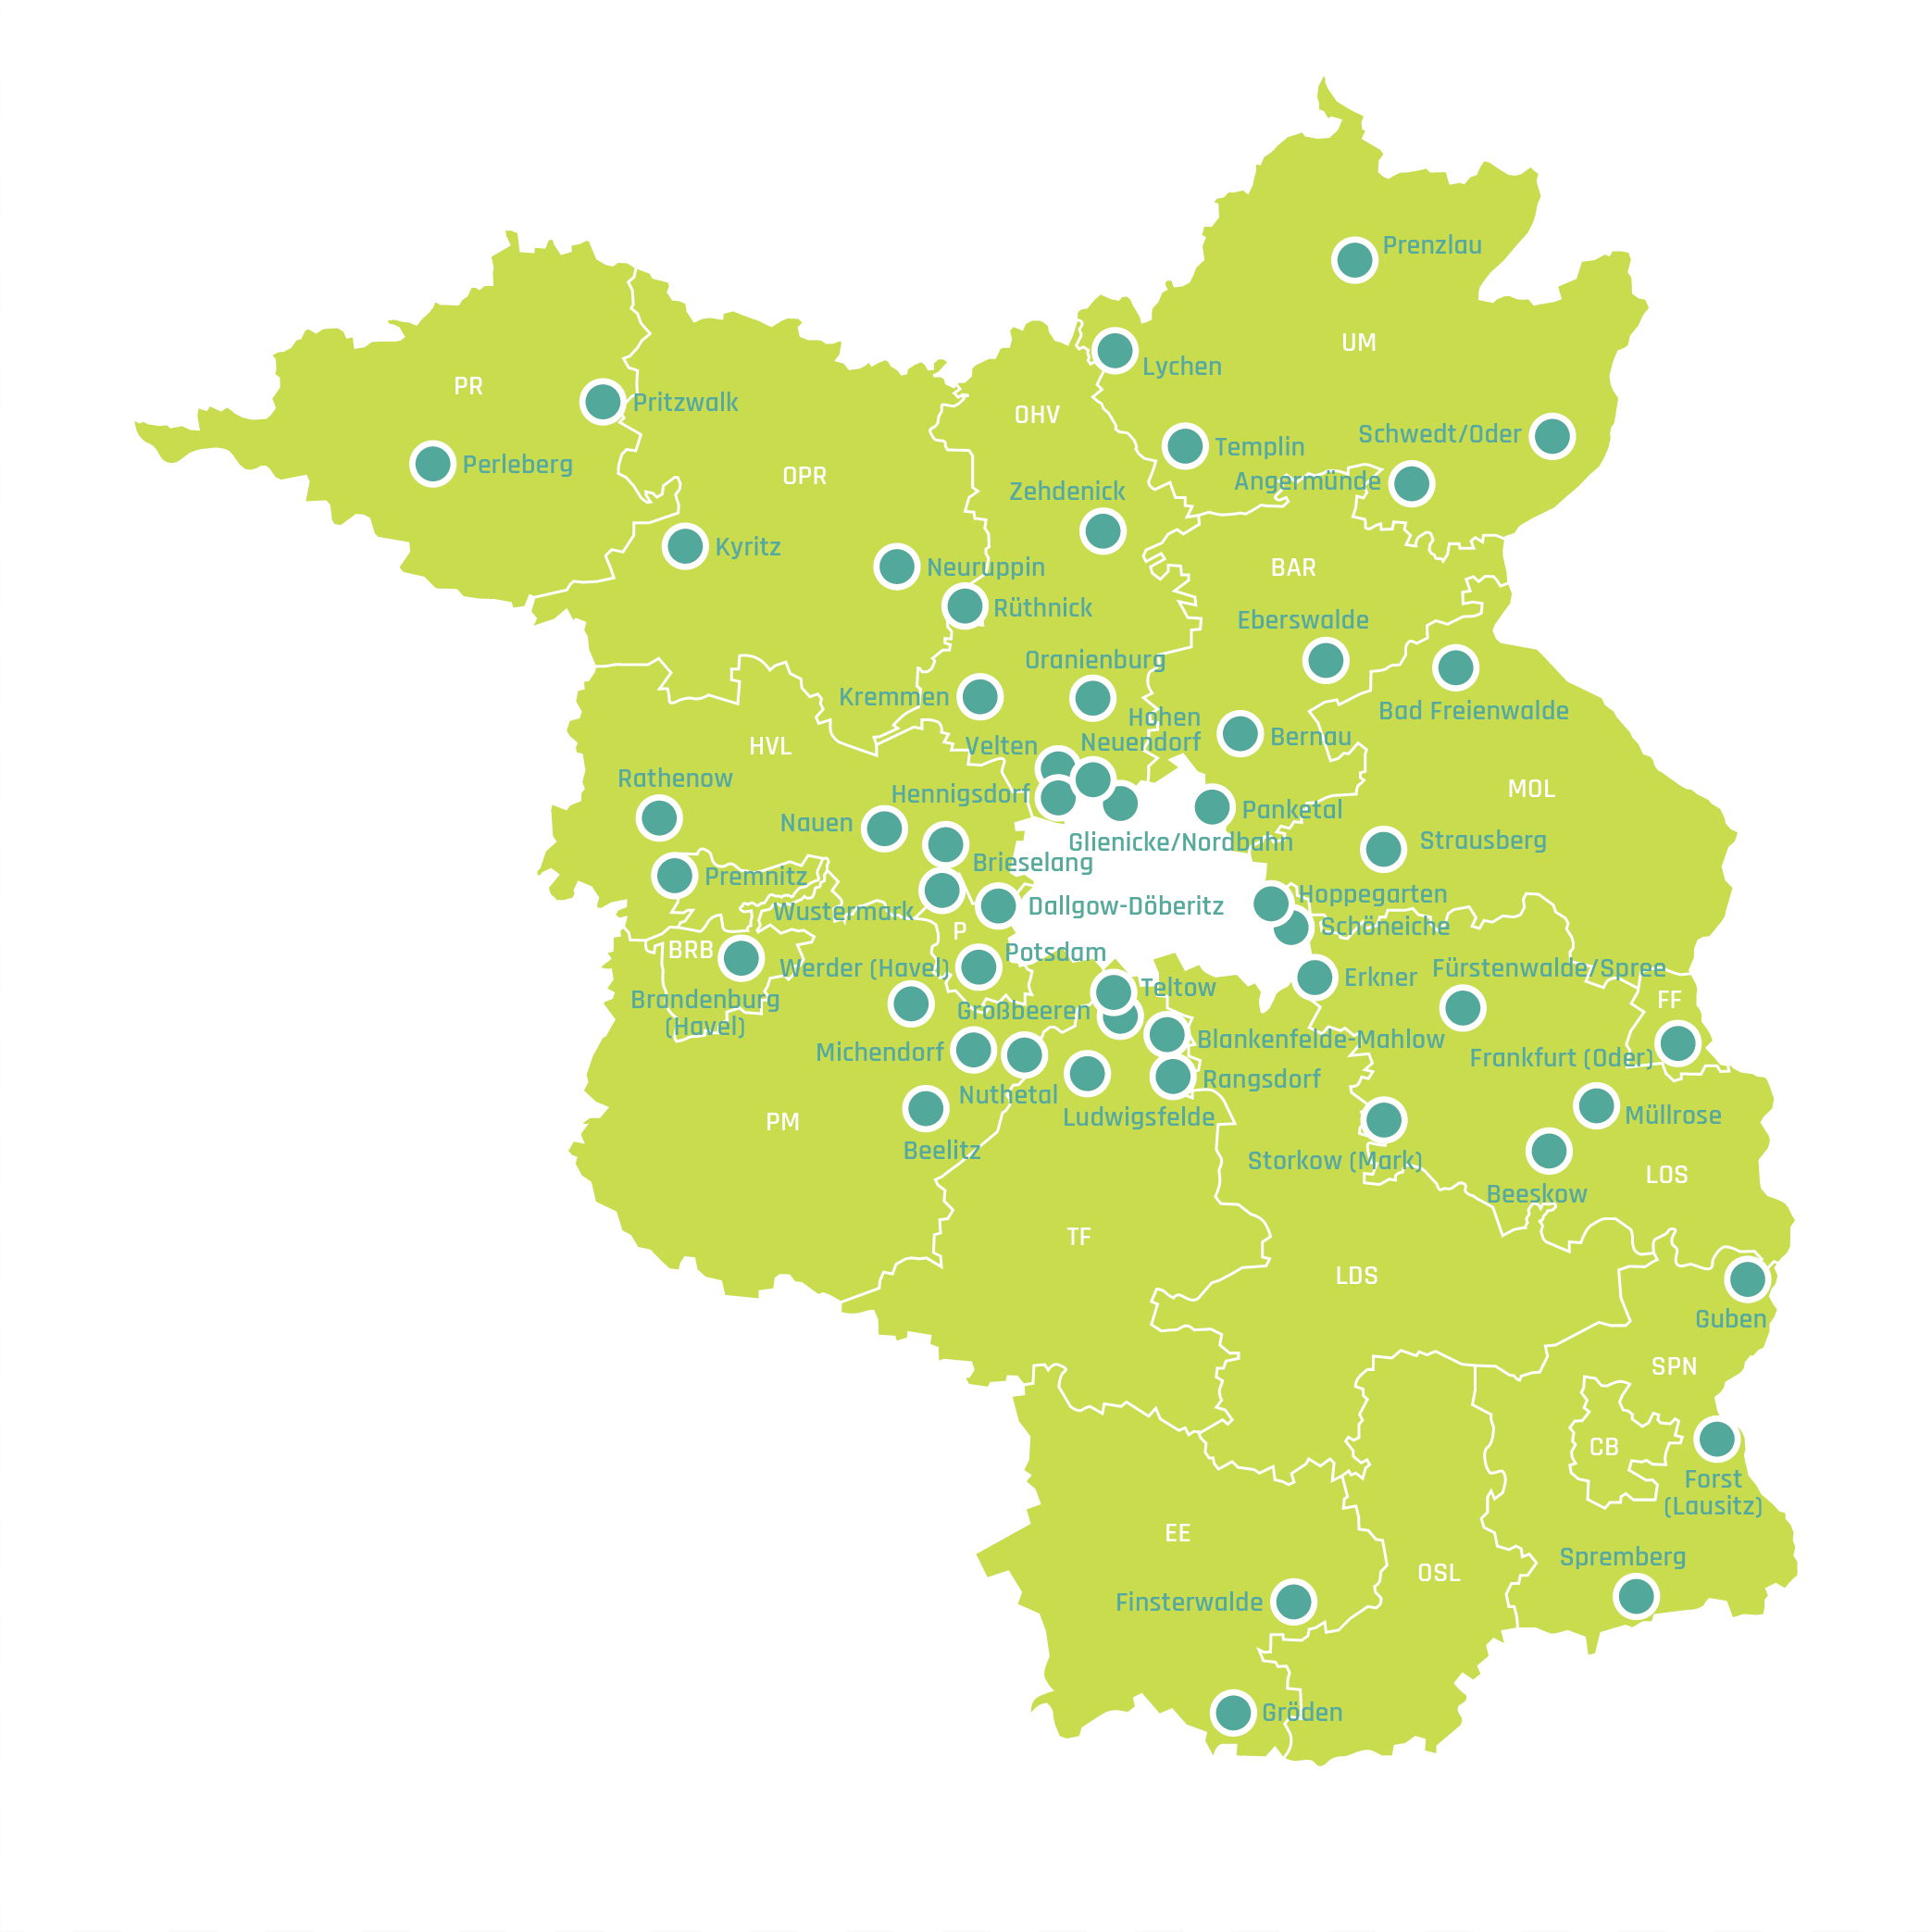 Prenzlau
UM
Lychen
PR
Pritzwalk
OHV
Schwedt/Oder
Templin
Perleberg
OPR
Angermünde
Zehdenick
Kyritz
Neuruppin
BAR
Rüthnick
Eberswalde
Oranienburg
Kremmen
Bad Freienwalde
Hohen
Neuendorf
Bernau
Velten
HVL
Rathenow
MOL
Hennigsdorf
Panketal
Nauen
Glienicke/Nordbahn
Strausberg
Brieselang
Premnitz
Hoppegarten
Dallgow-Döberitz
Wustermark
Schöneiche
P
BRB
Potsdam
Werder (Havel)
Fürstenwalde/Spree
Erkner
Teltow
Brandenburg
(Havel)
FF
Großbeeren
Blankenfelde-Mahlow
Michendorf
Frankfurt (Oder)
Rangsdorf
Nuthetal
Ludwigsfelde
Müllrose
PM
Beelitz
Storkow (Mark)
LOS
Beeskow
TF
LDS
Guben
SPN
CB
Forst
(Lausitz)
EE
Spremberg
OSL
Finsterwalde
Gröden